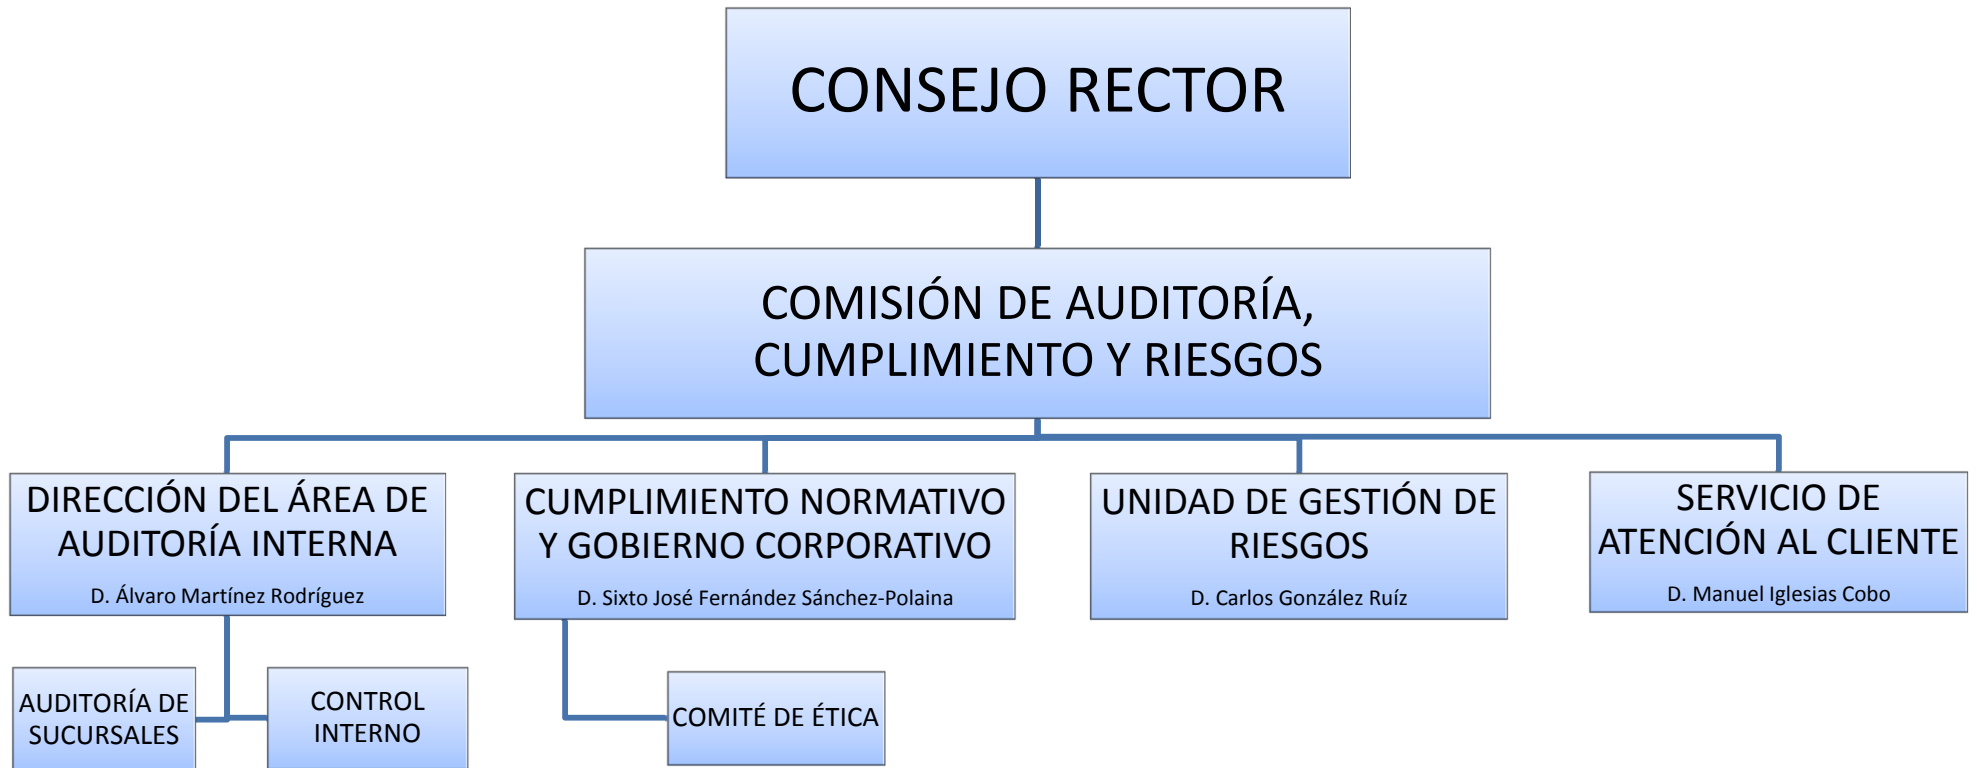 CONSEJO RECTOR
COMISIÓN DE AUDITORÍA,
CUMPLIMIENTO Y RIESGOS
DIRECCIÓN DEL ÁREA DE
AUDITORÍA INTERNA
D. Álvaro Martínez Rodríguez
CUMPLIMIENTO NORMATIVO
Y GOBIERNO CORPORATIVO
D. Sixto José Fernández Sánchez-Polaina
UNIDAD DE GESTIÓN DE
RIESGOS
D. Carlos González Ruíz
SERVICIO DE
ATENCIÓN AL CLIENTE
D. Manuel Iglesias Cobo
AUDITORÍA DE
SUCURSALES
CONTROL
INTERNO
COMITÉ DE ÉTICA